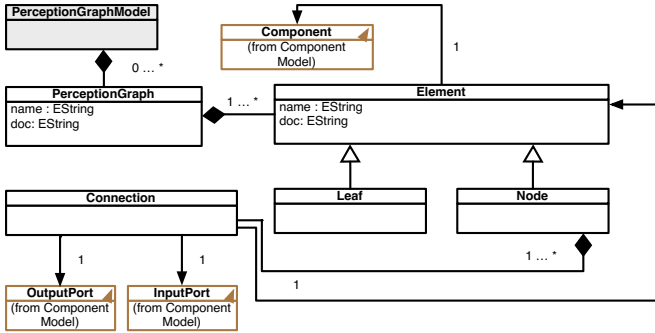 PerceptionGraphModel
Component
(from Component
Model)
1
0 ... *
PerceptionGraph
name : EString
doc: EString
1 ... *
Element
name : EString
doc: EString
Connection
Leaf
Node
1
1
1 ... *
1
OutputPort
(from Component
Model)
InputPort
(from Component
Model)